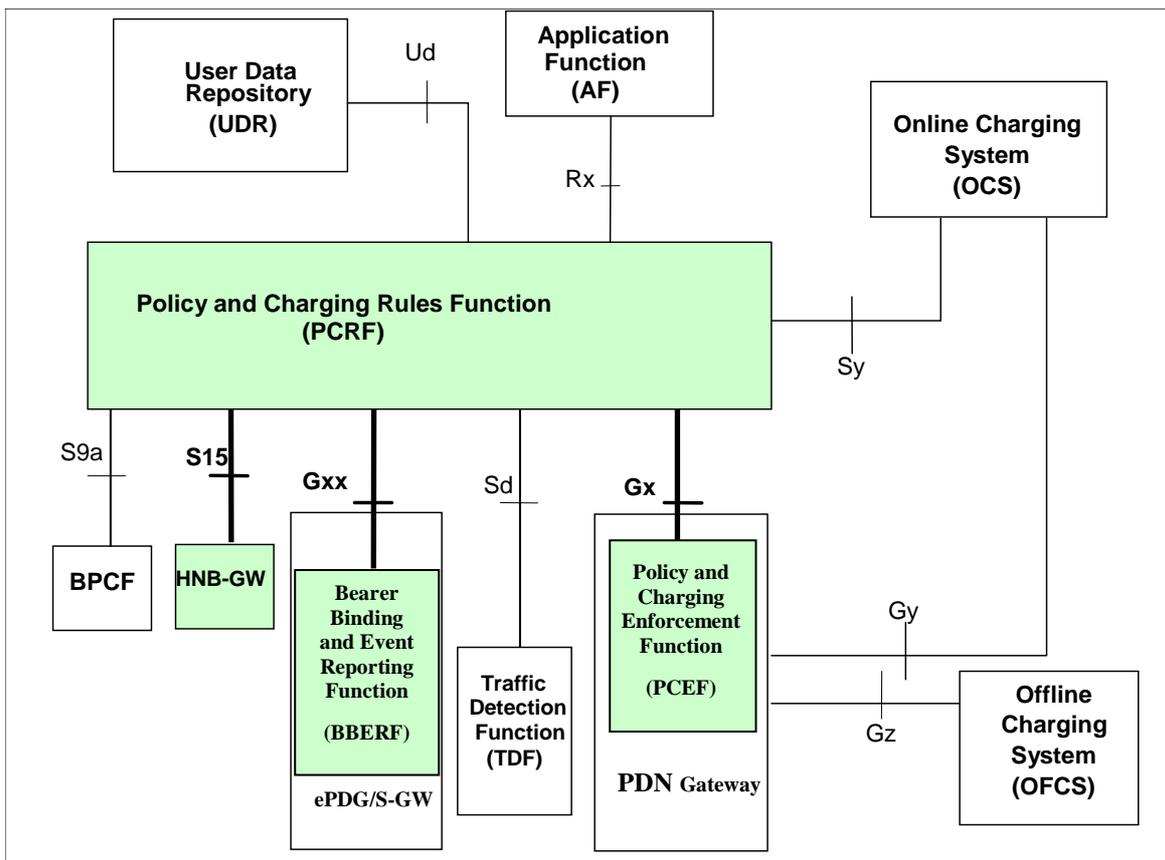 User Data
Repository
(UDR)
Ud
Application
Function
(AF)
Online Charging
System
(OCS)
Rx
Policy and Charging Rules Function
(PCRF)
Sy
S9a
S15
Gxx
Sd
Gx
BPCF
HNB-GW
Bearer
Binding
and Event
Reporting
Function
(BBERF)
ePDG/S-GW
Traffic
Detection
Function
(TDF)
Policy and
Charging
Enforcement
Function
(PCEF)
PDN Gateway
Gy
Gz
Offline
Charging
System
(OFCS)